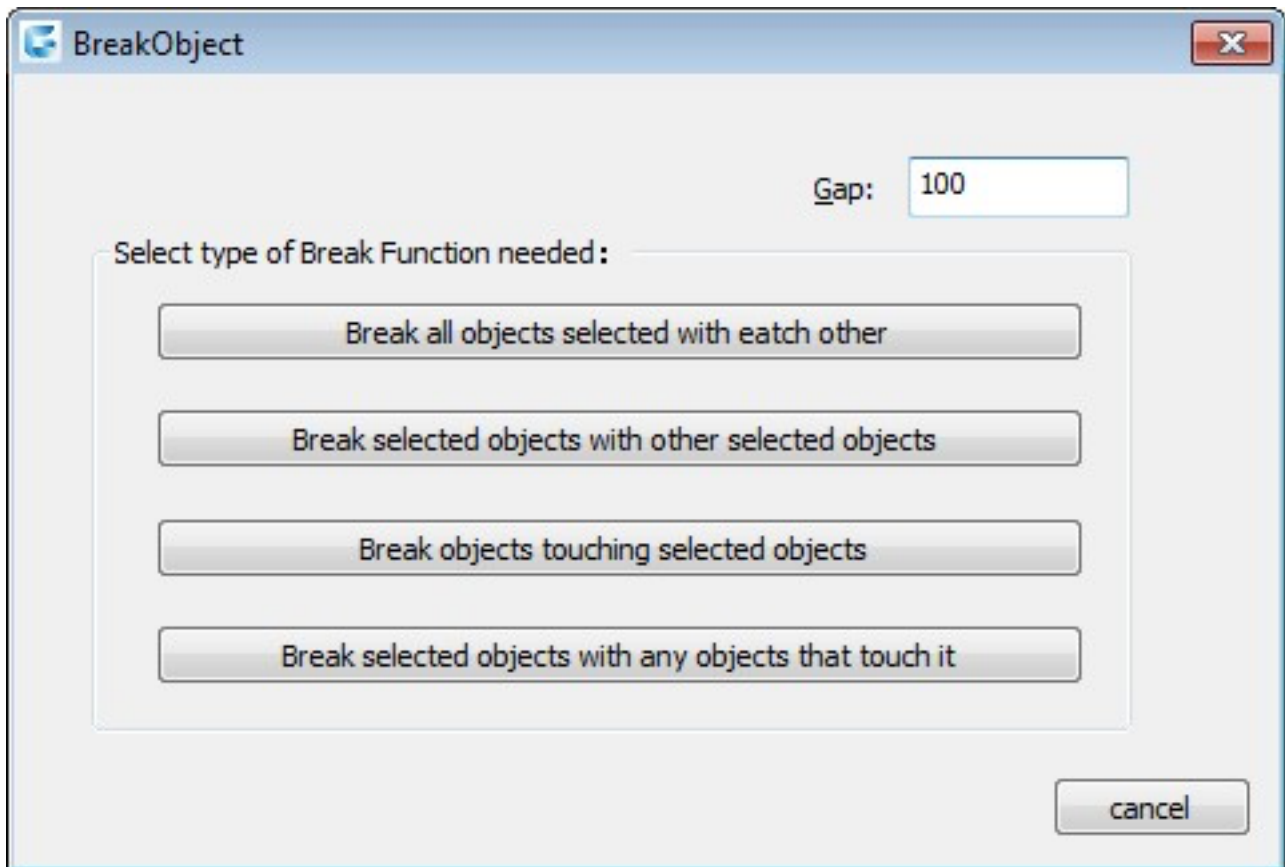 BreakObject
Gap: 100
Select type of Break Function needed:
Break all objects selected with eatch other
Break selected objects with other selected objects
Break objects touching selected objects
Break selected objects with any objects that touch it
cancel